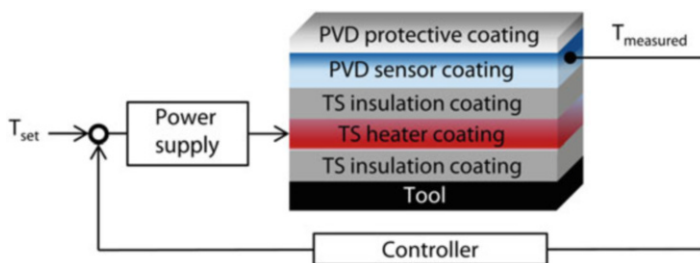 PVD protective coating
T_measured
PVD sensor coating
TS insulation coating
T_set
Power
supply
TS heater coating
TS insulation coating
Tool
Controller